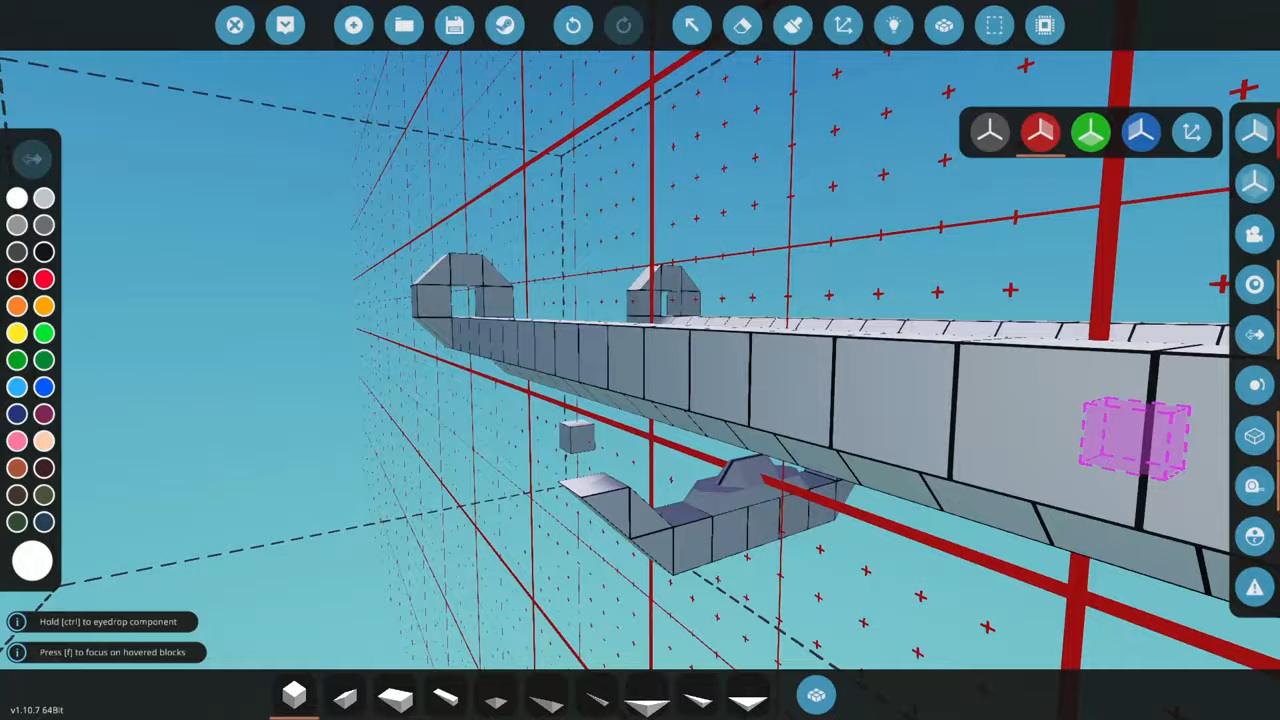 Hold [ctrl] to eyedrop component
Press [f] to focus on hovered blocks
v1.10.7 64Bit